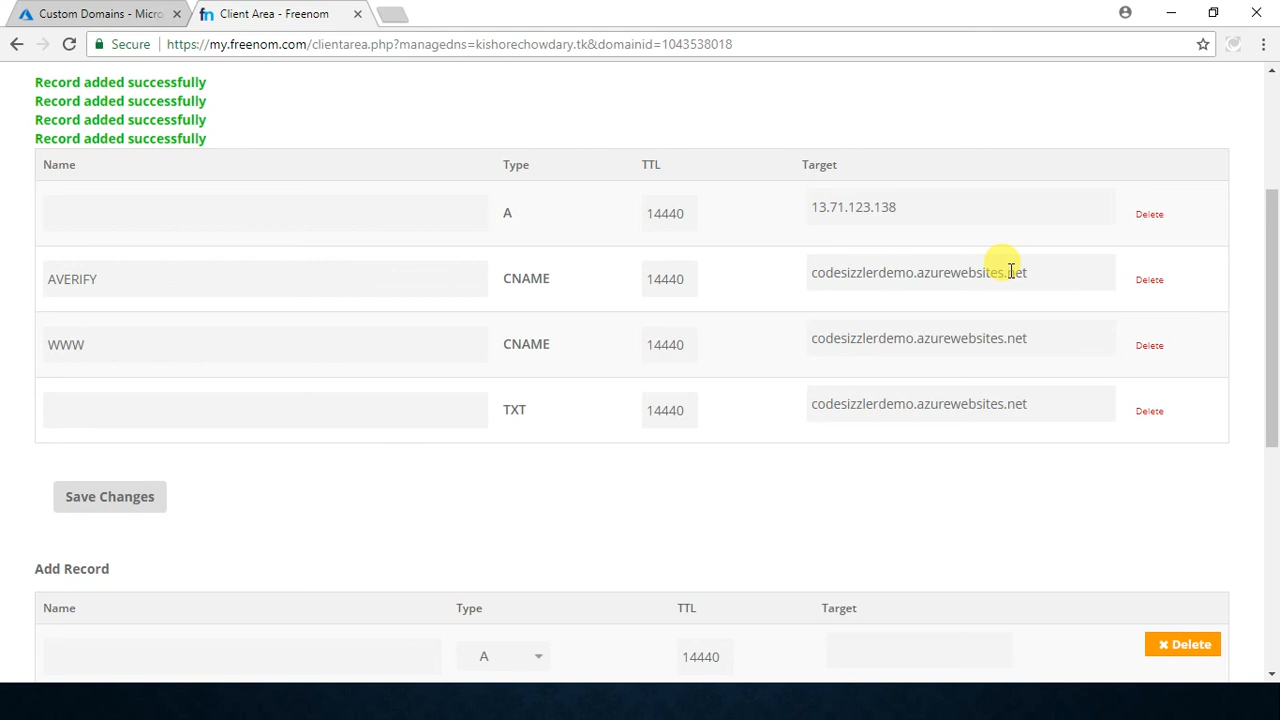 Custom Domains - Micro
Client Area - Freenom
Secure https://my.freenom.com/clientarea.php?managedns=kishorechowdary.tk&domainid=1043538018
Record added successfully
Record added successfully
Record added successfully
Record added successfully
Name Type TTL Target
A 14440 13.71.123.138 Delete
AVERIFY CNAME 14440 codesizzlerdemo.azurewebsites.net Delete
WWW CNAME 14440 codesizzlerdemo.azurewebsites.net Delete
TXT 14440 codesizzlerdemo.azurewebsites.net Delete
Save Changes
Add Record
Name Type TTL Target
A 14440 Delete